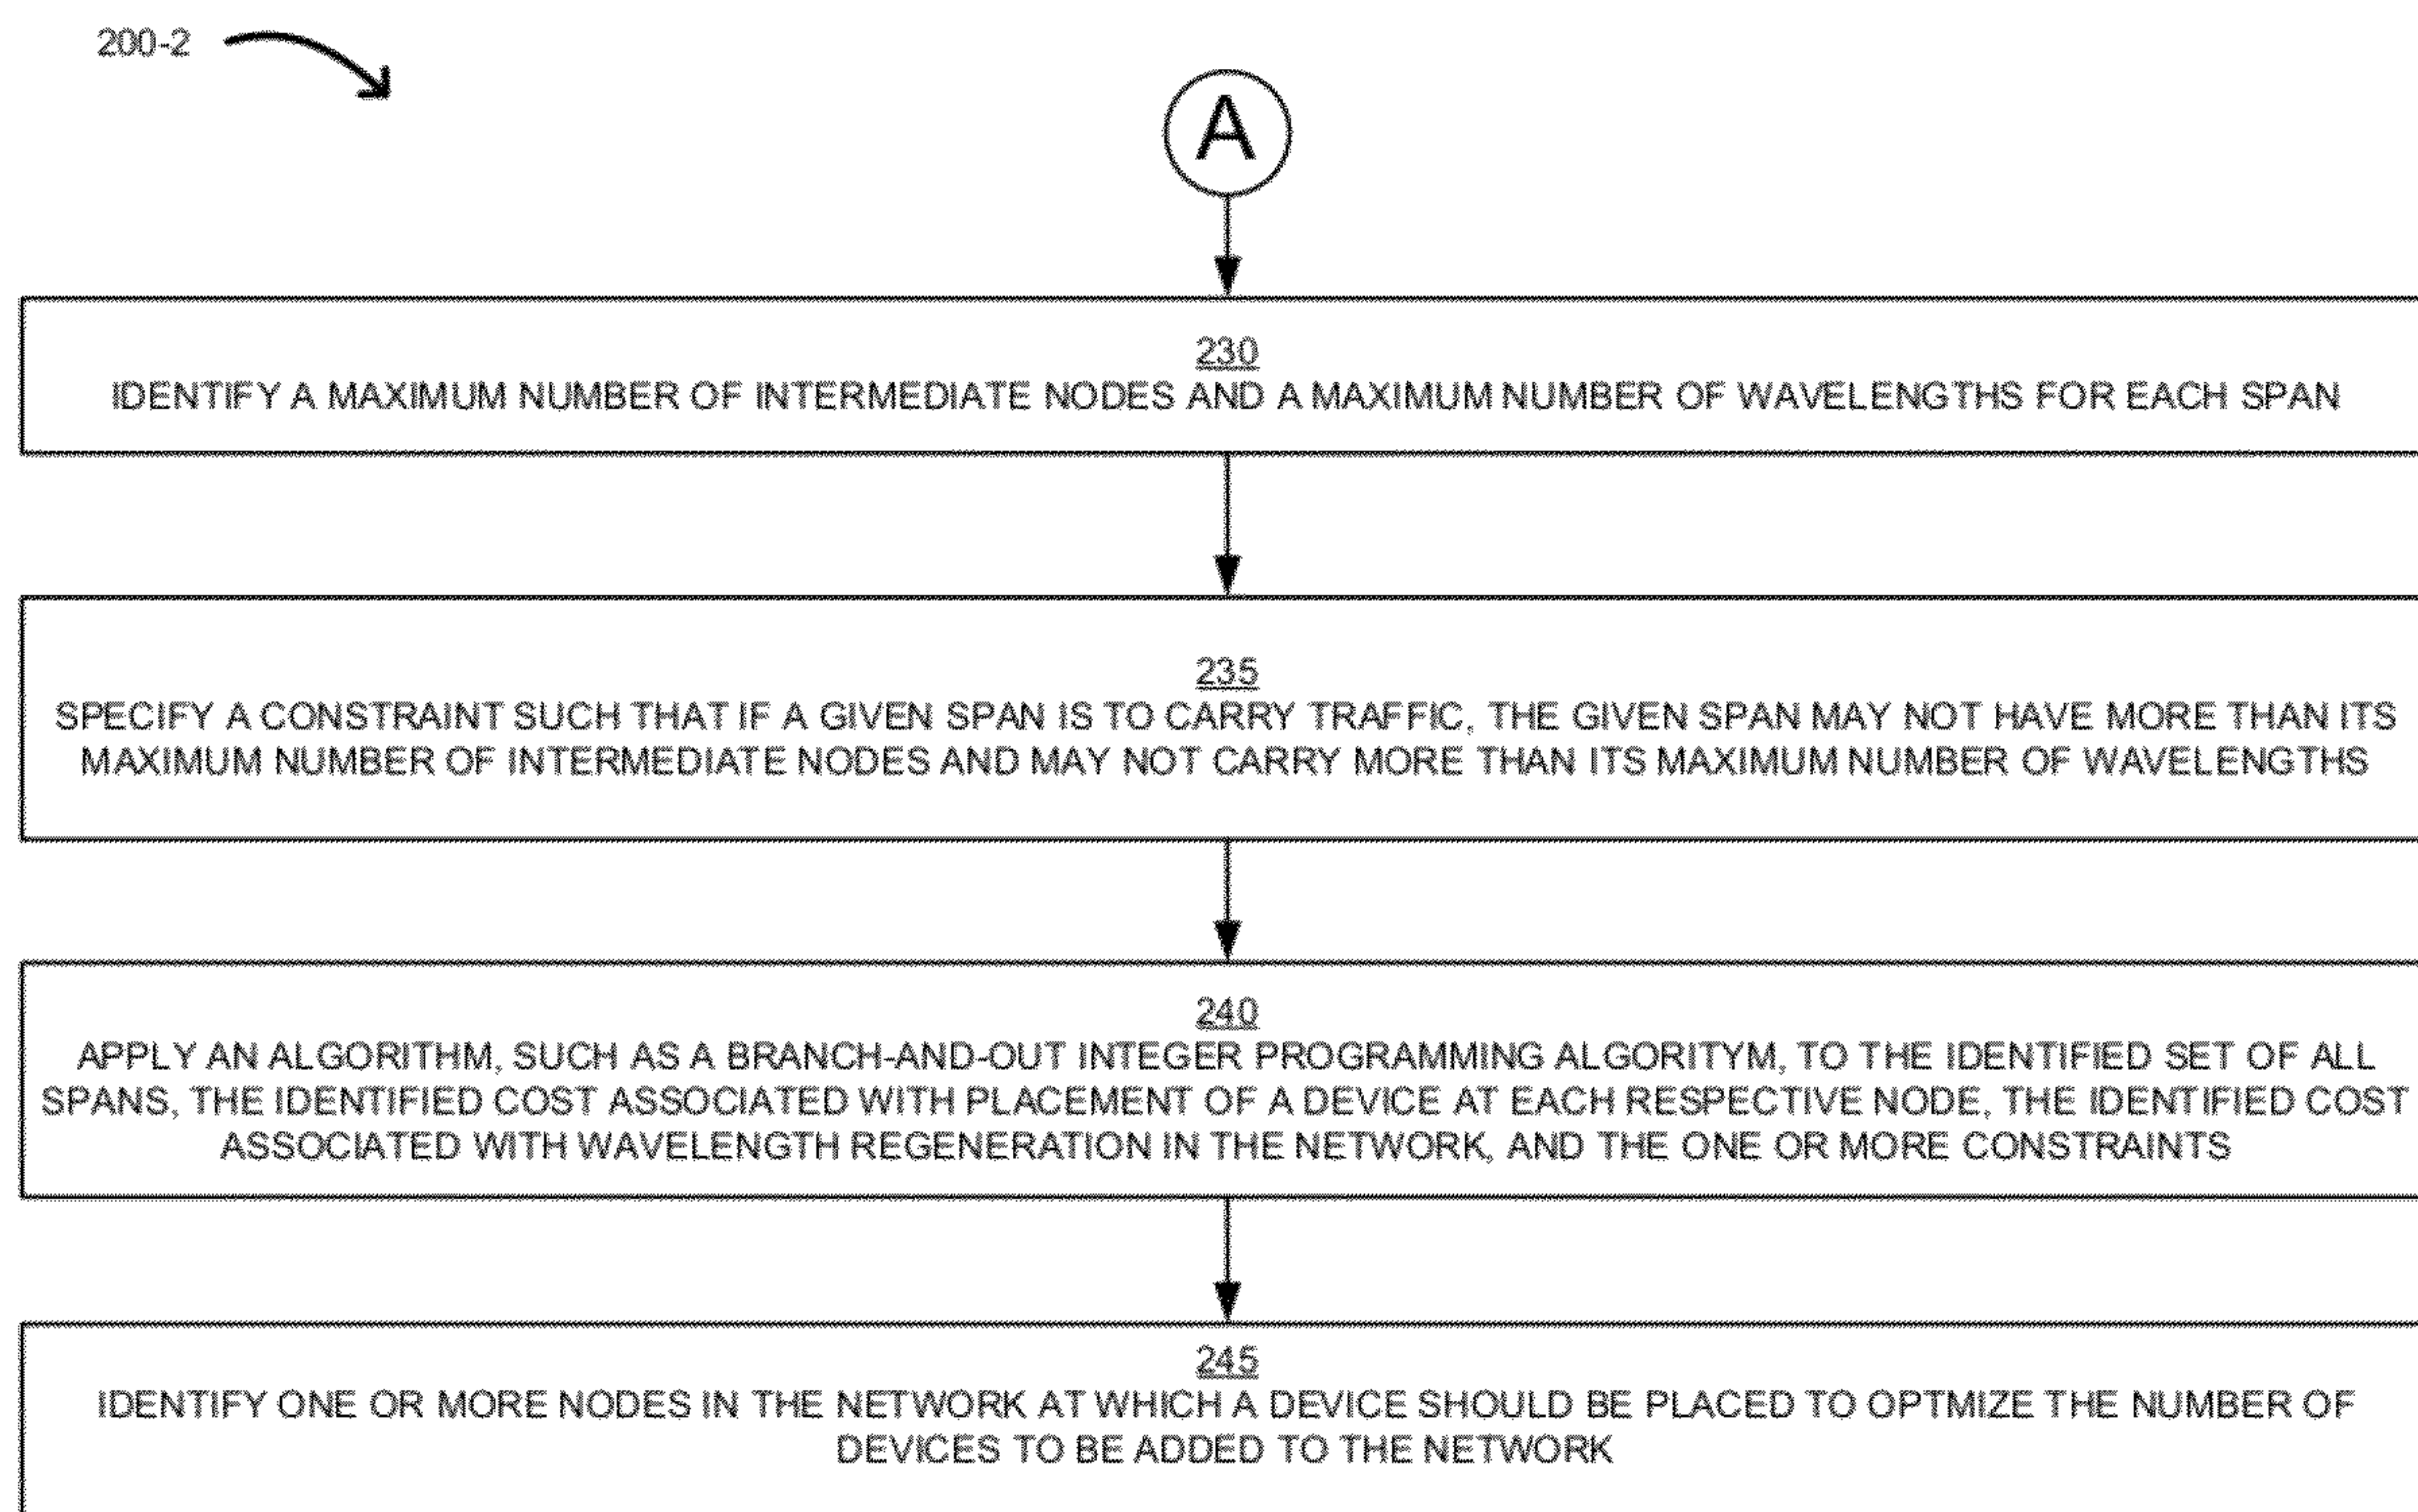 200-2
A
230
IDENTIFY A MAXIMUM NUMBER OF INTERMEDIATE NODES AND A MAXIMUM NUMBER OF WAVELENGTHS FOR EACH SPAN
235
SPECIFY A CONSTRAINT SUCH THAT IF A GIVEN SPAN IS TO CARRY TRAFFIC, THE GIVEN SPAN MAY NOT HAVE MORE THAN ITS
MAXIMUM NUMBER OF INTERMEDIATE NODES AND MAY NOT CARRY MORE THAN ITS MAXIMUM NUMBER OF WAVELENGTHS
240
APPLY AN ALGORITHM, SUCH AS A BRANCH-AND-OUT INTEGER PROGRAMMING ALGORITYM, TO THE IDENTIFIED SET OF ALL
SPANS, THE IDENTIFIED COST ASSOCIATED WITH PLACEMENT OF A DEVICE AT EACH RESPECTIVE NODE, THE IDENTIFIED COST
ASSOCIATED WITH WAVELENGTH REGENERATION IN THE NETWORK, AND THE ONE OR MORE CONSTRAINTS
245
IDENTIFY ONE OR MORE NODES IN THE NETWORK AT WHICH A DEVICE SHOULD BE PLACED TO OPTMIZE THE NUMBER OF
DEVICES TO BE ADDED TO THE NETWORK